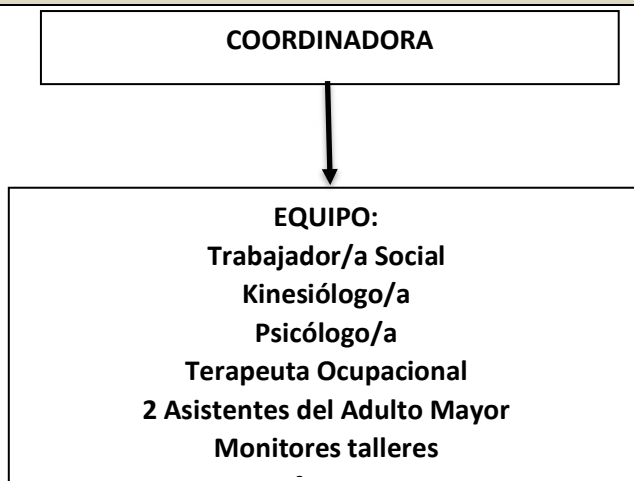 COORDINADORA
EQUIPO:
Trabajador/a Social
Kinesiólogo/a
Psicólogo/a
Terapeuta Ocupacional
2 Asistentes del Adulto Mayor
Monitores talleres